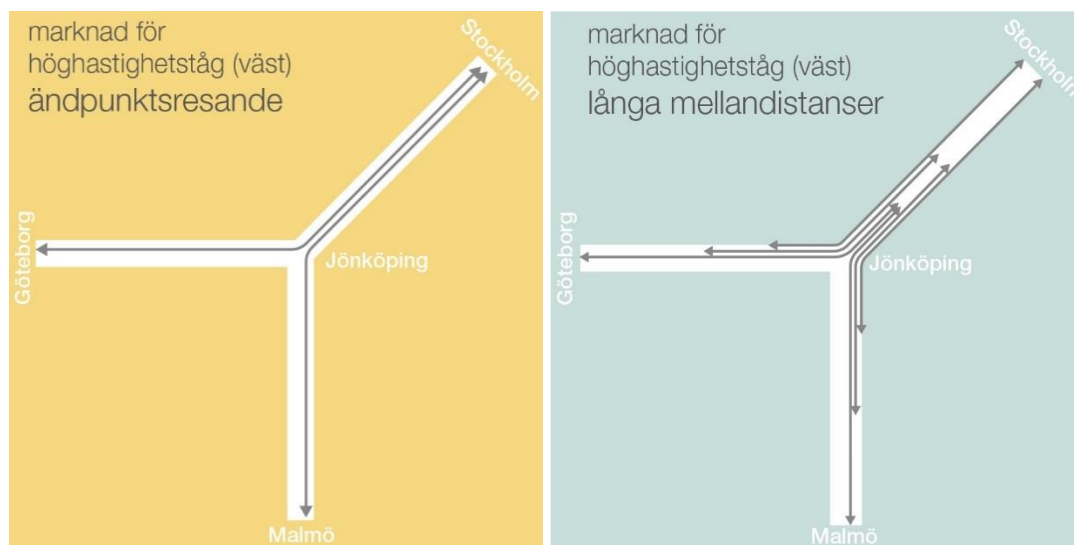 marknad för
höghastighetståg (väst)
ändpunktsresande
Stockholm
Göteborg
Jönköping
Malmö
marknad för
höghastighetståg (väst)
långa mellandistanser
Stockholm
Göteborg
Jönköping
Malmö